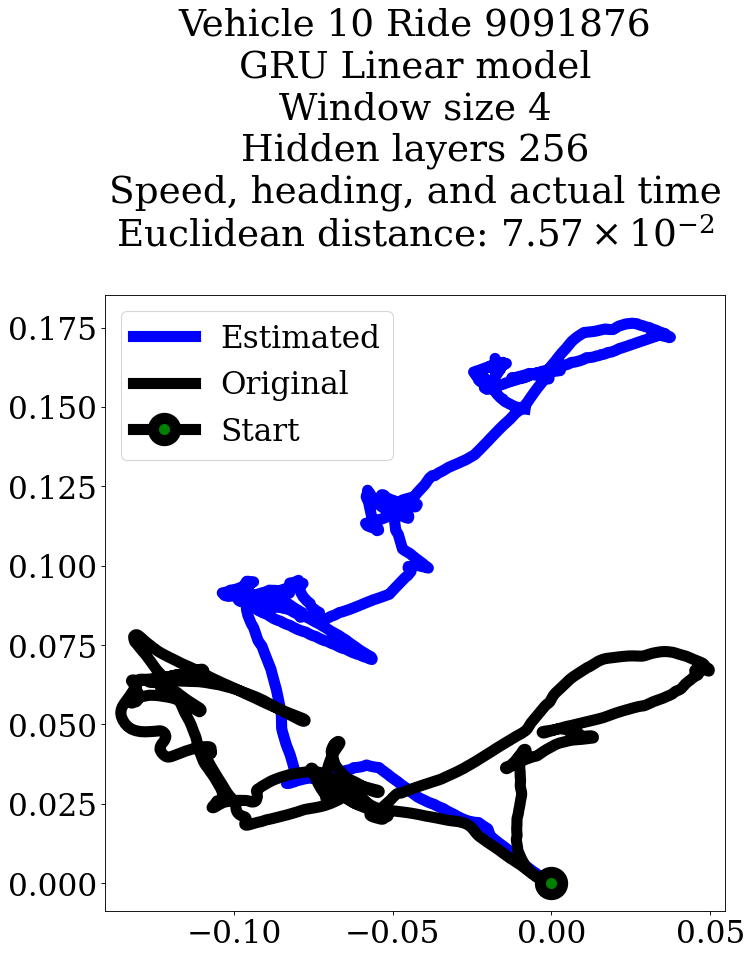 Vehicle 10 Ride 9091876
GRU Linear model
Window size 4
Hidden layers 256
Speed, heading, and actual time
Euclidean distance: 7.57 × 10⁻²
Estimated
Original
Start
0.175
0.150
0.125
0.100
0.075
0.050
0.025
0.000
−0.10 −0.05 0.00 0.05